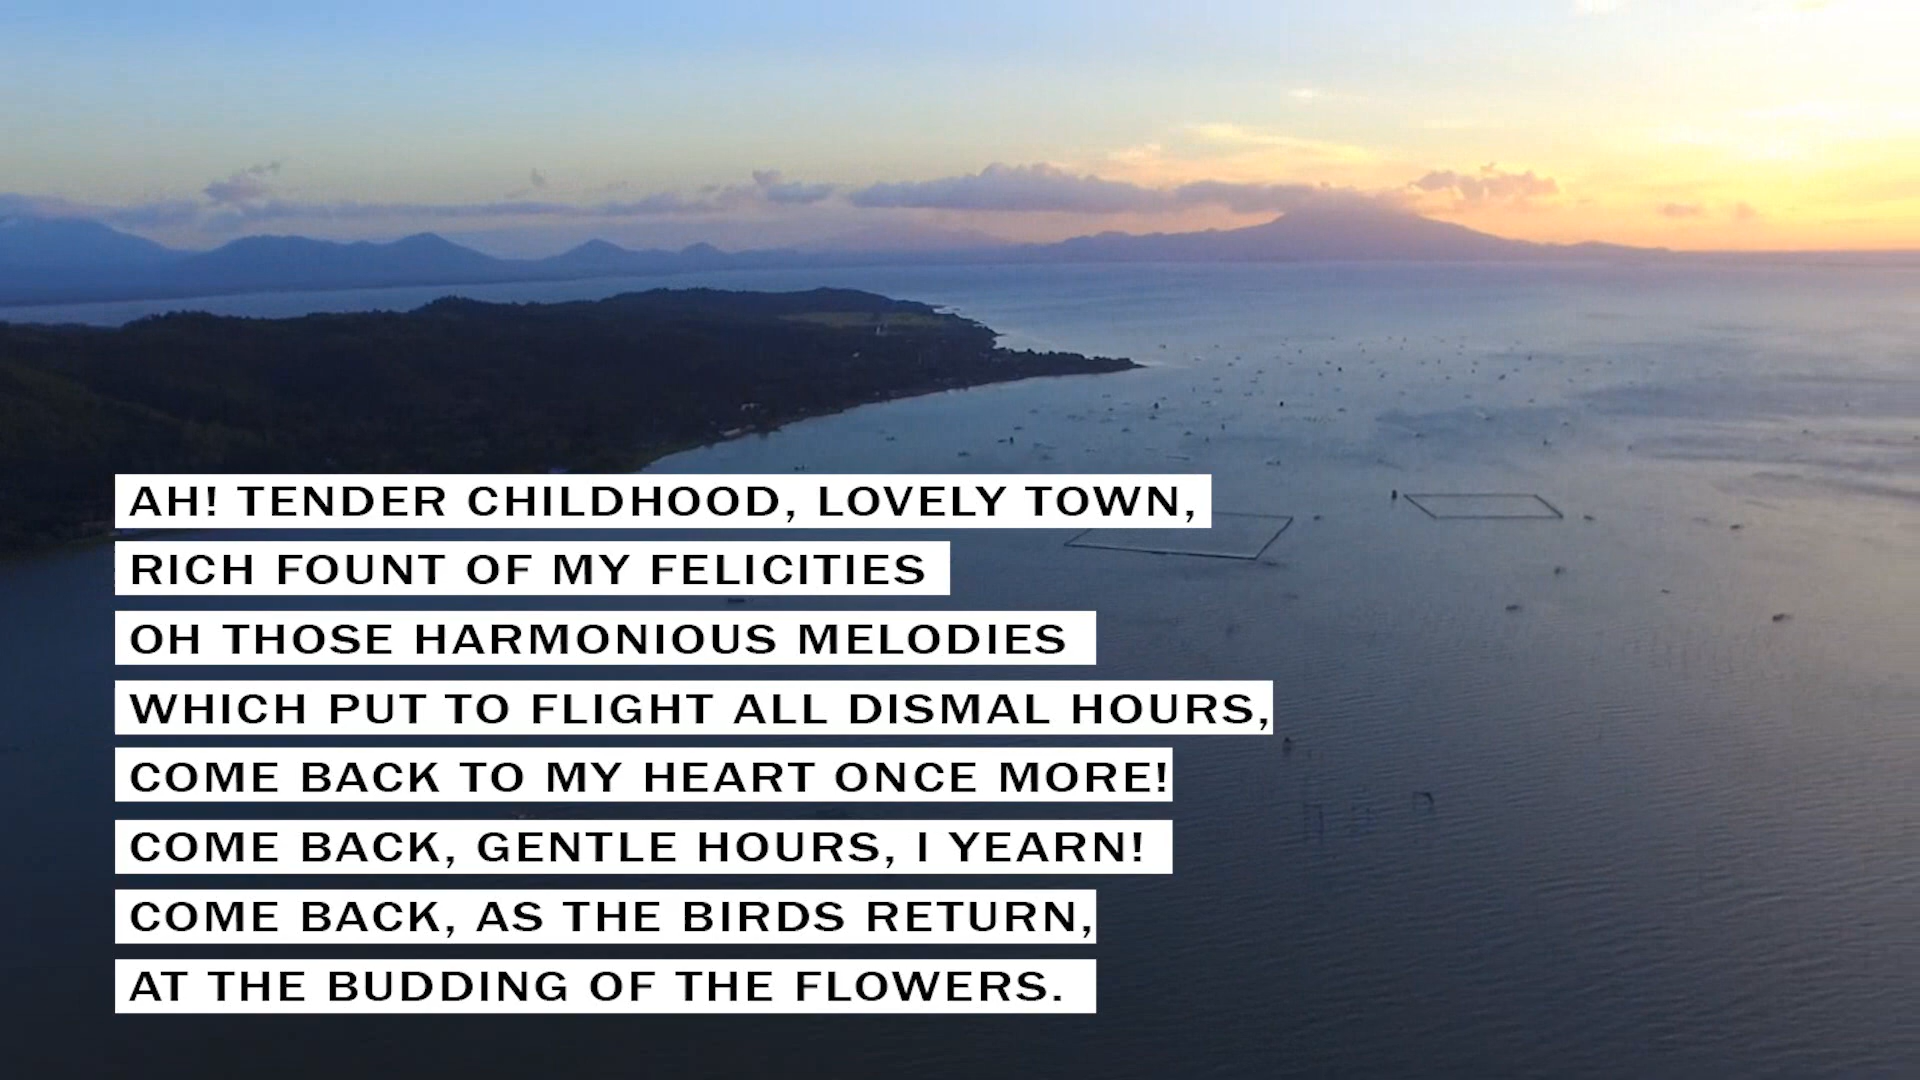 AH! TENDER CHILDHOOD, LOVELY TOWN,
RICH FOUNT OF MY FELICITIES
OH THOSE HARMONIOUS MELODIES
WHICH PUT TO FLIGHT ALL DISMAL HOURS,
COME BACK TO MY HEART ONCE MORE!
COME BACK, GENTLE HOURS, I YEARN!
COME BACK, AS THE BIRDS RETURN,
AT THE BUDDING OF THE FLOWERS.